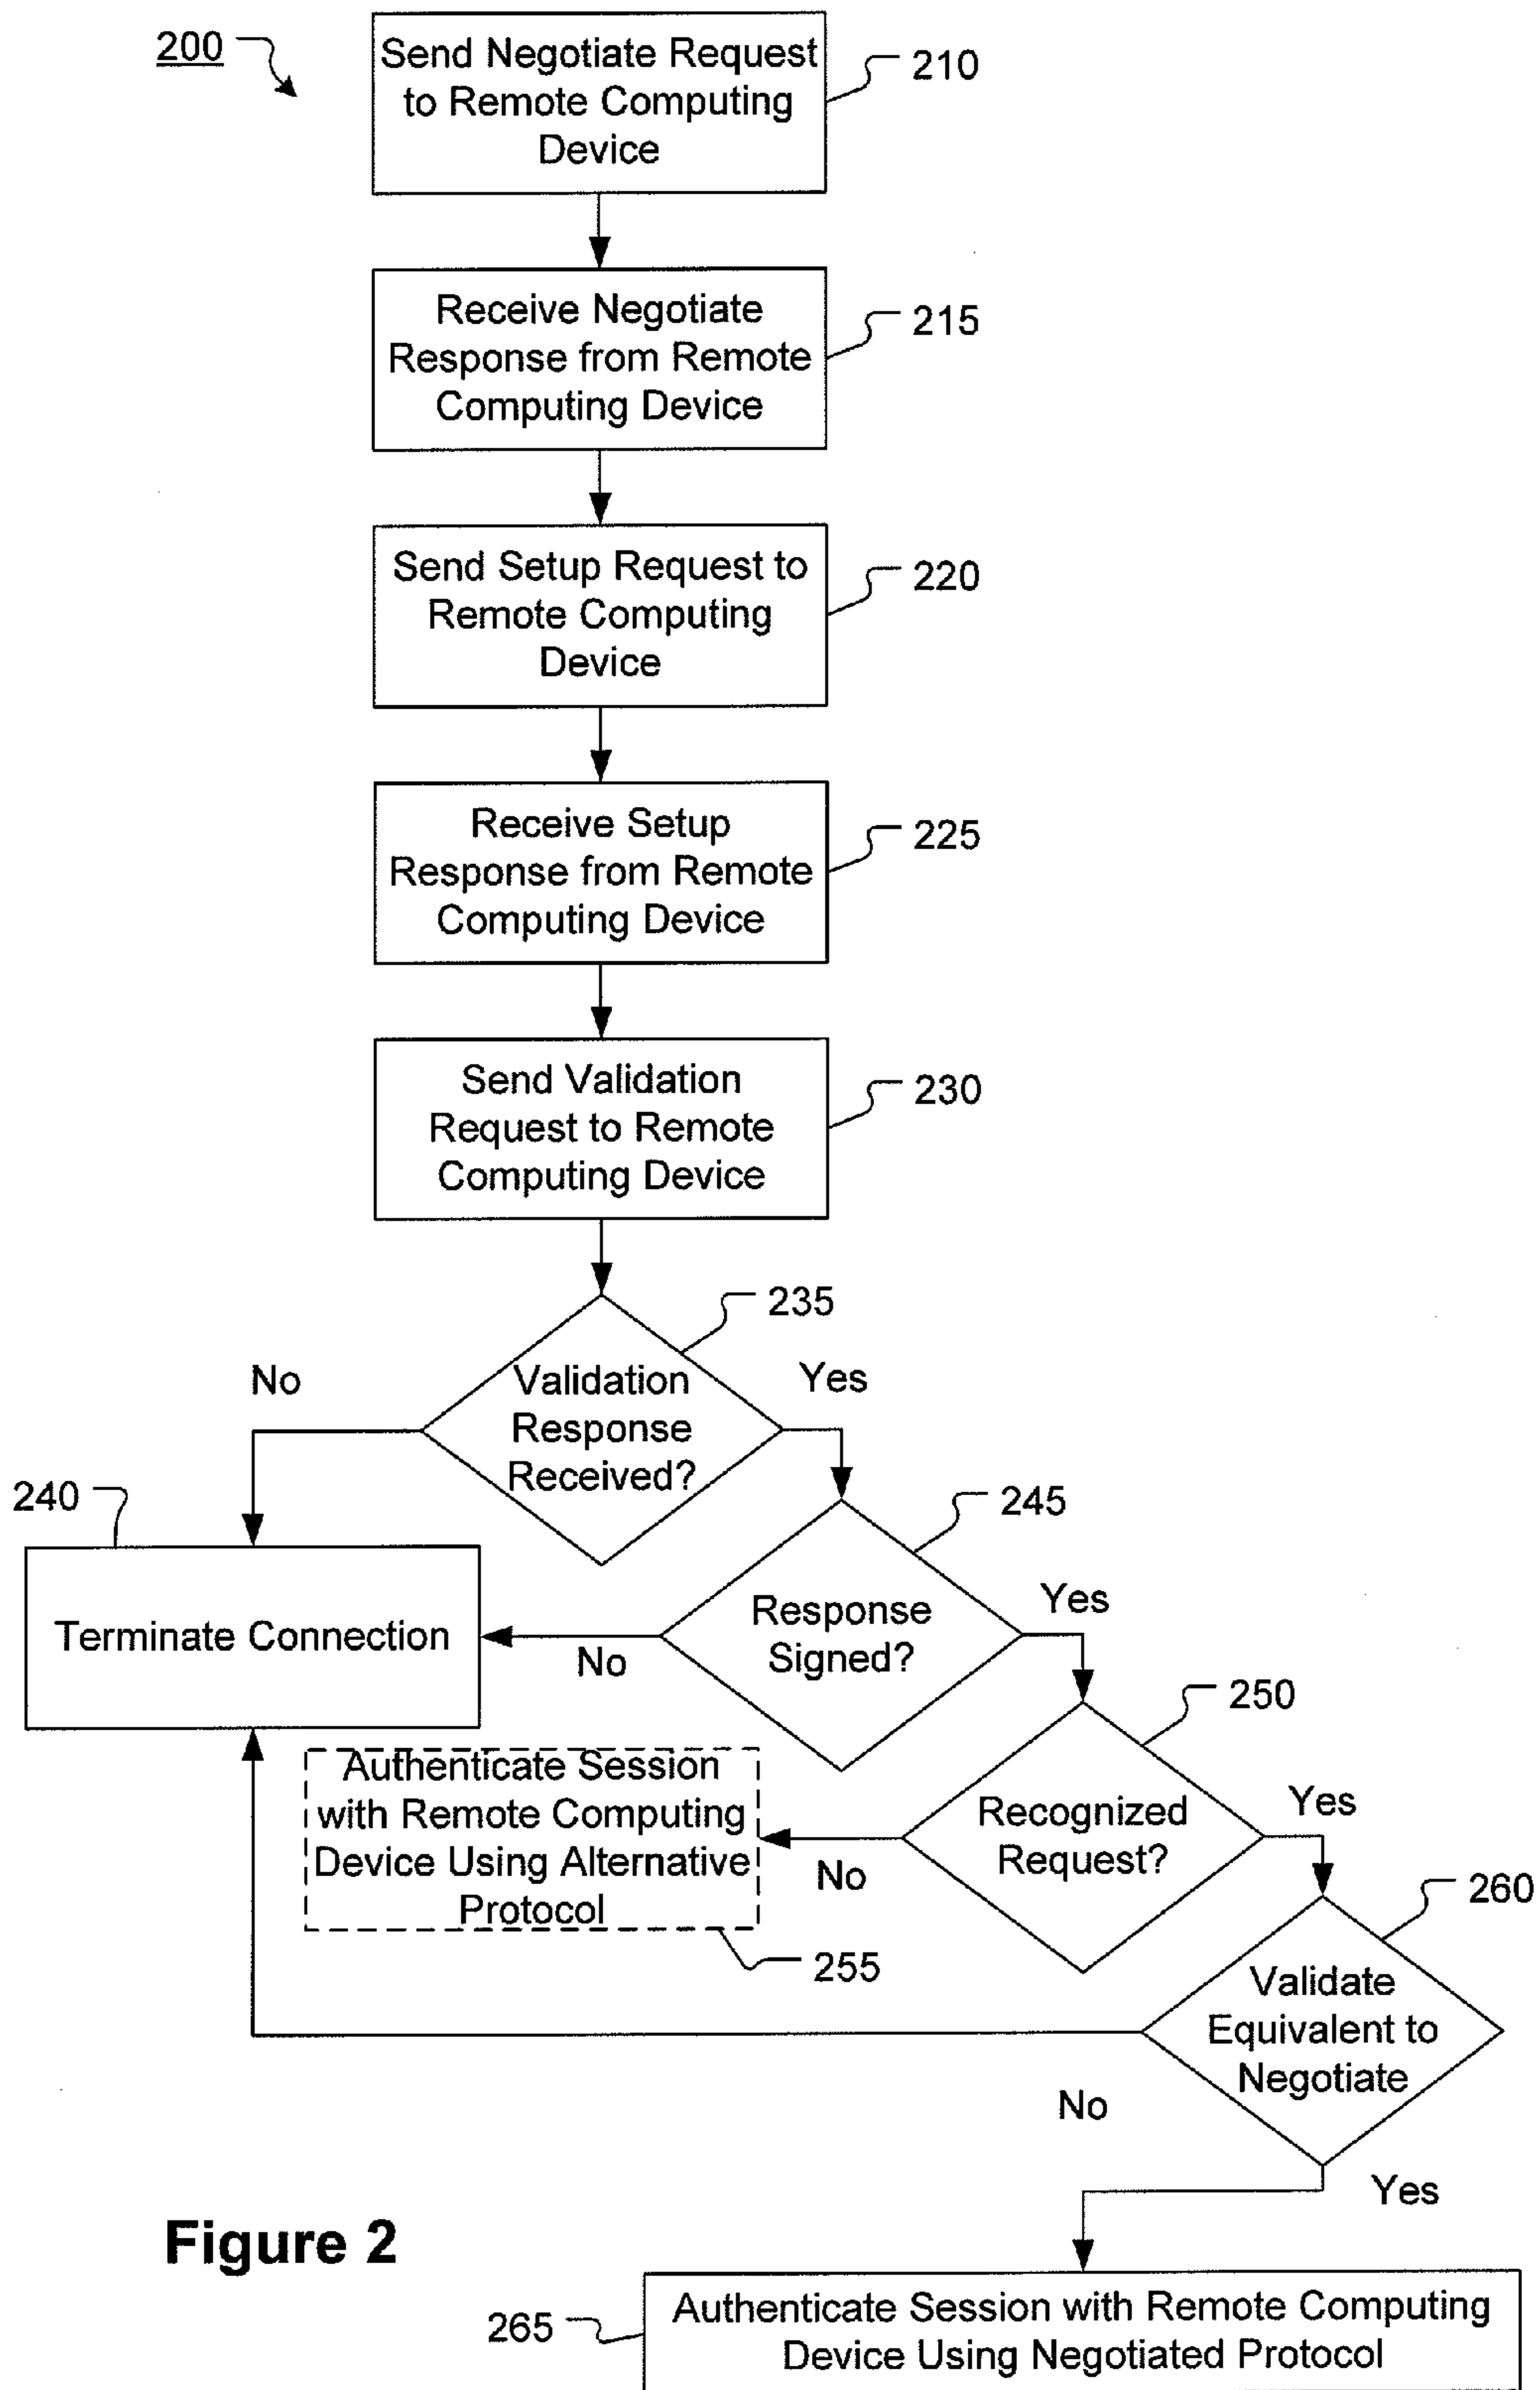 200
Send Negotiate Request
to Remote Computing
Device
210
Receive Negotiate
Response from Remote
Computing Device
215
Send Setup Request to
Remote Computing
Device
220
Receive Setup
Response from Remote
Computing Device
225
Send Validation
Request to Remote
Computing Device
230
235
No
Validation
Response
Received?
Yes
240
245
Terminate Connection
No
Response
Signed?
Yes
250
Authenticate Session
with Remote Computing
Device Using Alternative
Protocol
255
No
Recognized
Request?
Yes
260
Validate
Equivalent to
Negotiate
No
Yes
Figure 2
265
Authenticate Session with Remote Computing
Device Using Negotiated Protocol